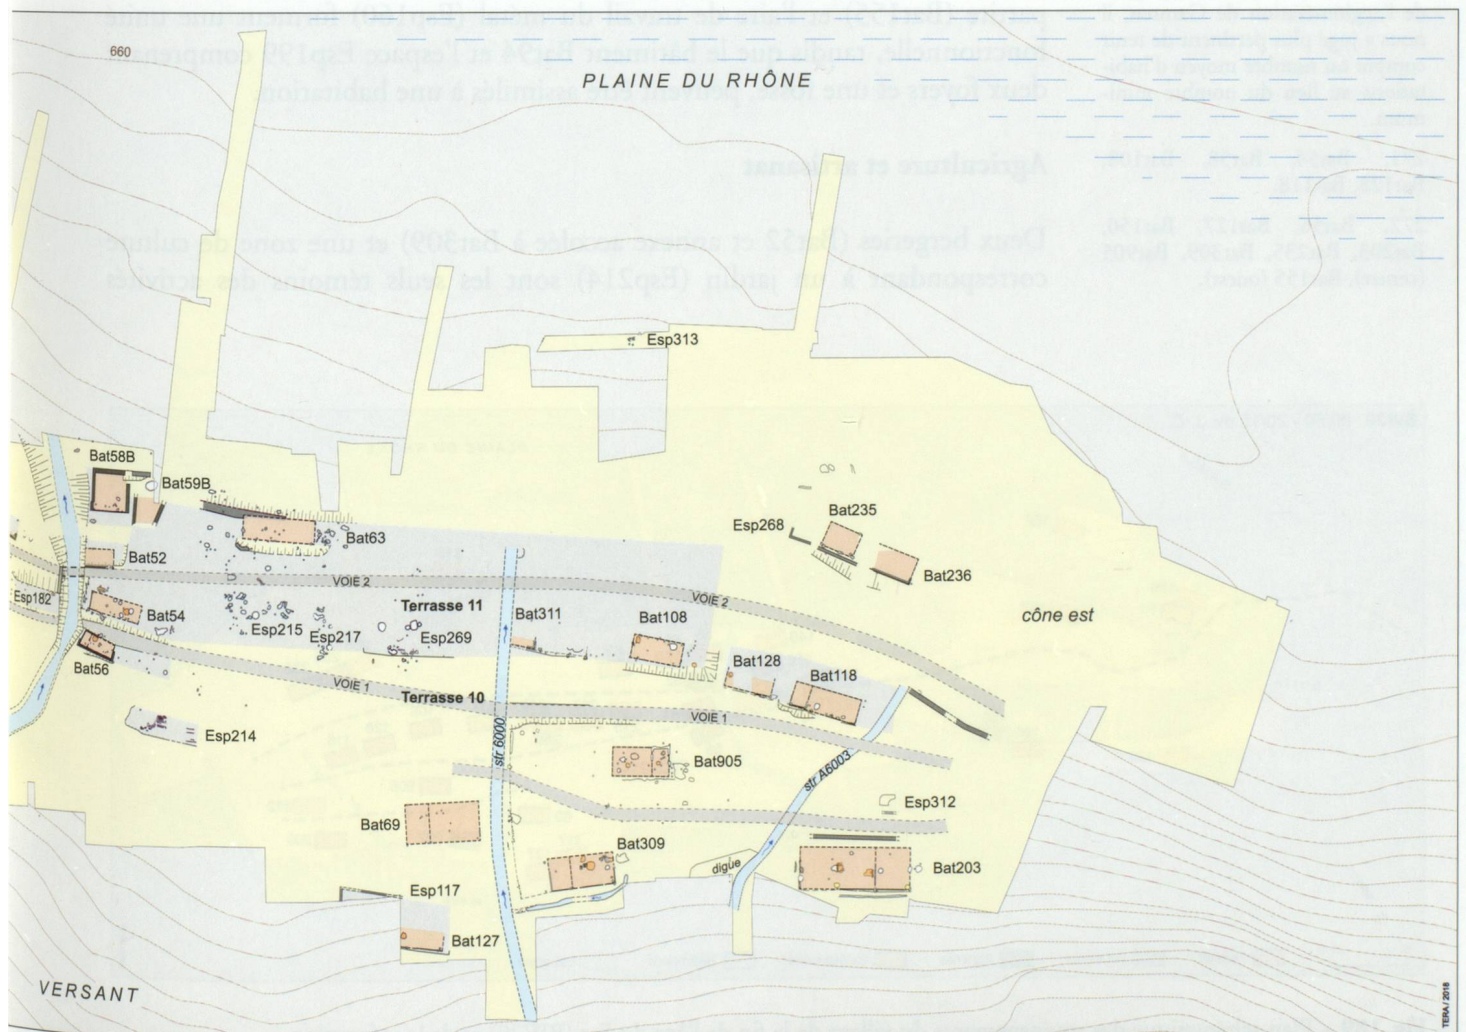 660
PLAINE DU RHÔNE
Esp313
Bat58B
Bat59B
Bat63
Esp268
Bat235
Bat236
Bat52
VOIE 2
VOIE 2
Esp182
Bat54
Terrasse 11
Bat311
Bat108
cône est
Esp215
Esp217
Esp269
Bat56
Bat128
Bat118
VOIE 1
Terrasse 10
VOIE 1
Esp214
str 6000
Bat905
str A6003
Esp312
Bat69
Bat309
digue
Bat203
Esp117
Bat127
VERSANT
TERA / 2018